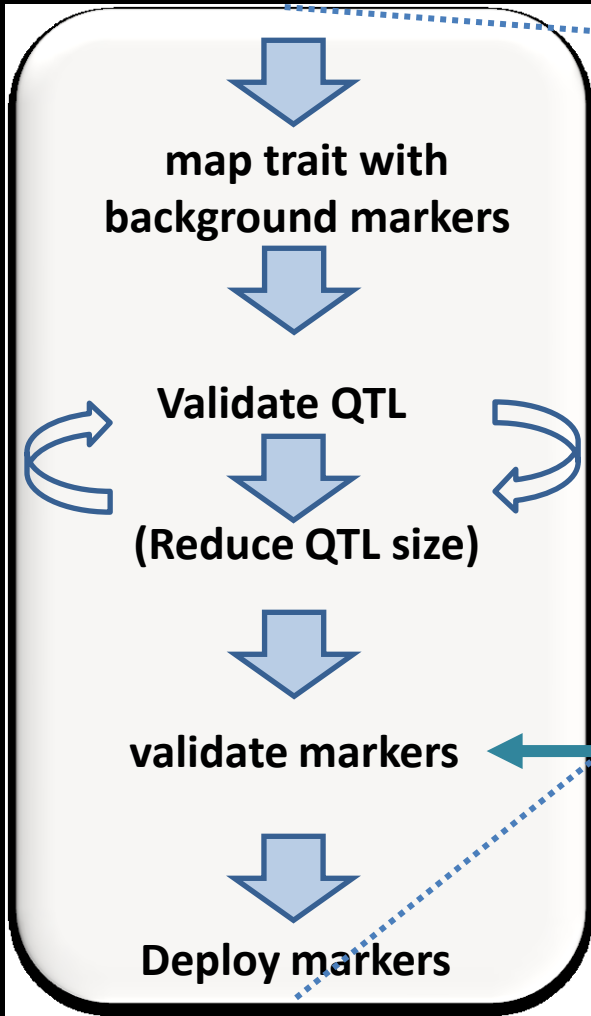 map trait with
background markers
Validate QTL
(Reduce QTL size)
validate markers
Deploy markers